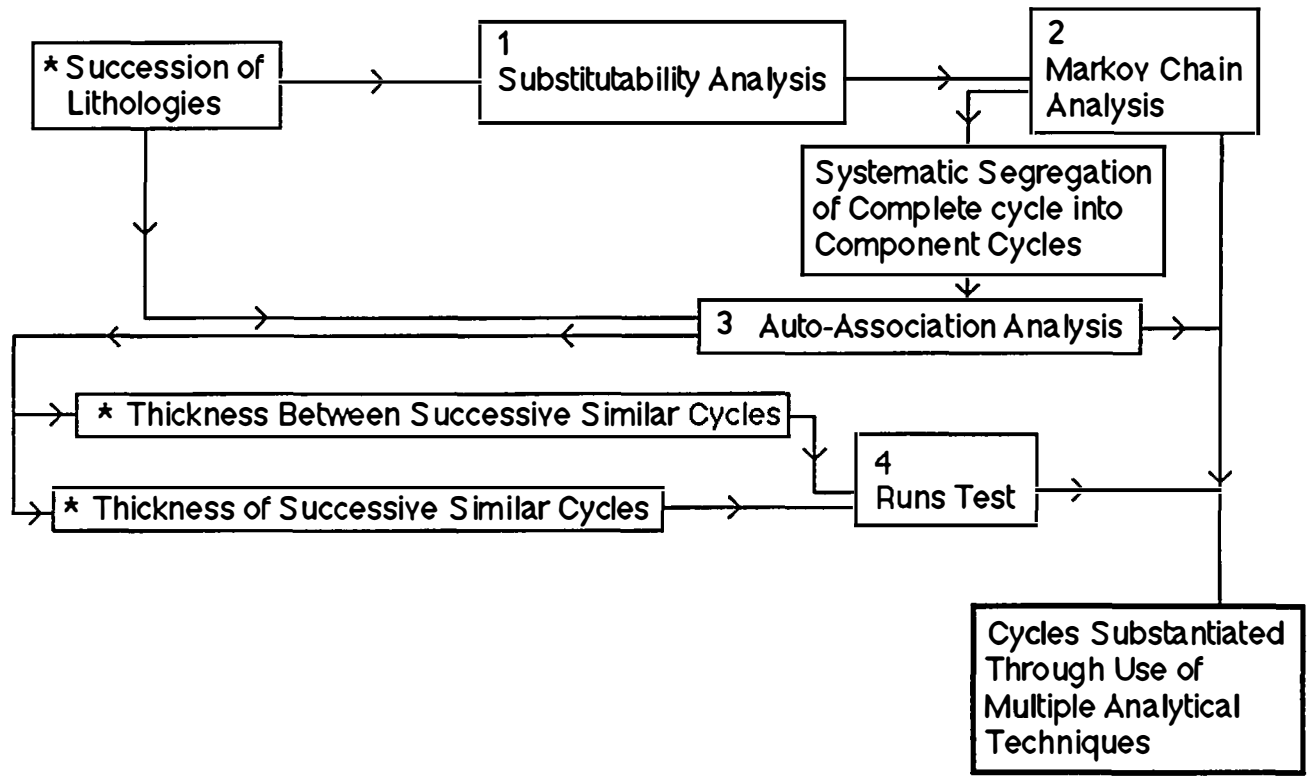 * Succession of
Lithologies
1
Substitutability Analysis
2
Markov Chain
Analysis
Systematic Segregation
of Complete cycle into
Component Cycles
3 Auto-Association Analysis
* Thickness Between Successive Similar Cycles
4
Runs Test
* Thickness of Successive Similar Cycles
Cycles Substantiated
Through Use of
Multiple Analytical
Techniques